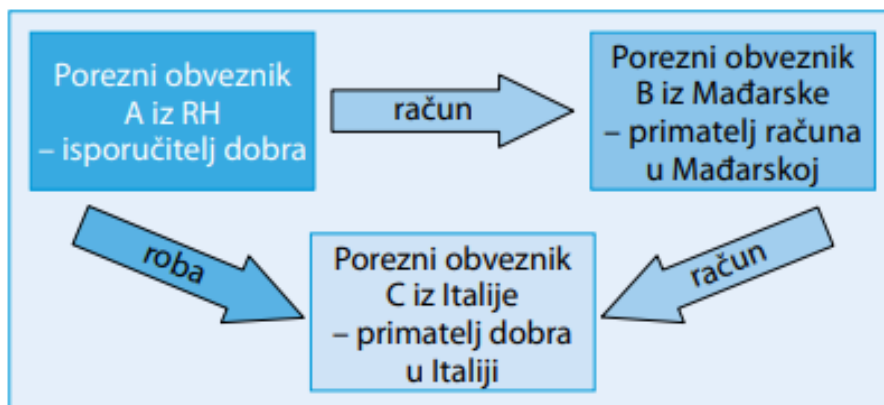 Porezni obveznik
A iz RH
– isporučitelj dobra
račun
Porezni obveznik
B iz Mađarske
– primatelj računa
u Mađarskoj
roba
Porezni obveznik
C iz Italije
– primatelj dobra
u Italiji
račun